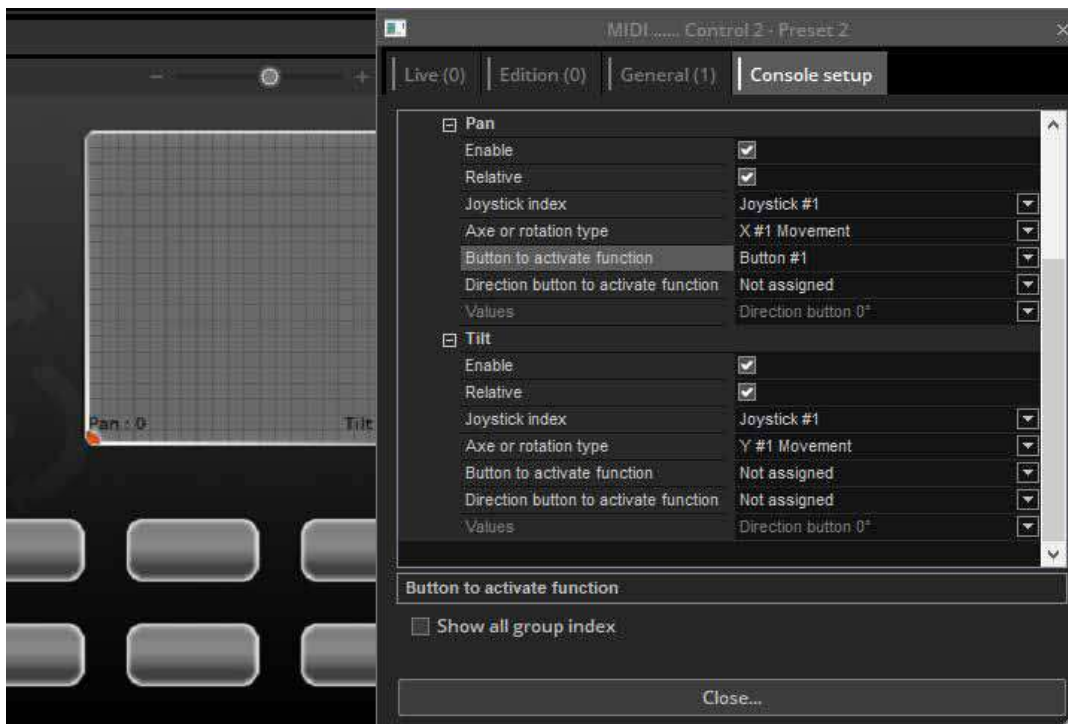 MIDI ...... Control 2 - Preset 2
Live (0) Edition (0) General (1) Console setup
Pan
Enable
Relative
Joystick index Joystick #1
Axe or rotation type X #1 Movement
Button to activate function Button #1
Direction button to activate function Not assigned
Values Direction button 0°
Tilt
Enable
Relative
Joystick index Joystick #1
Axe or rotation type Y #1 Movement
Button to activate function Not assigned
Direction button to activate function Not assigned
Values Direction button 0°
Pan : 0 Tilt
Button to activate function
Show all group index
Close...